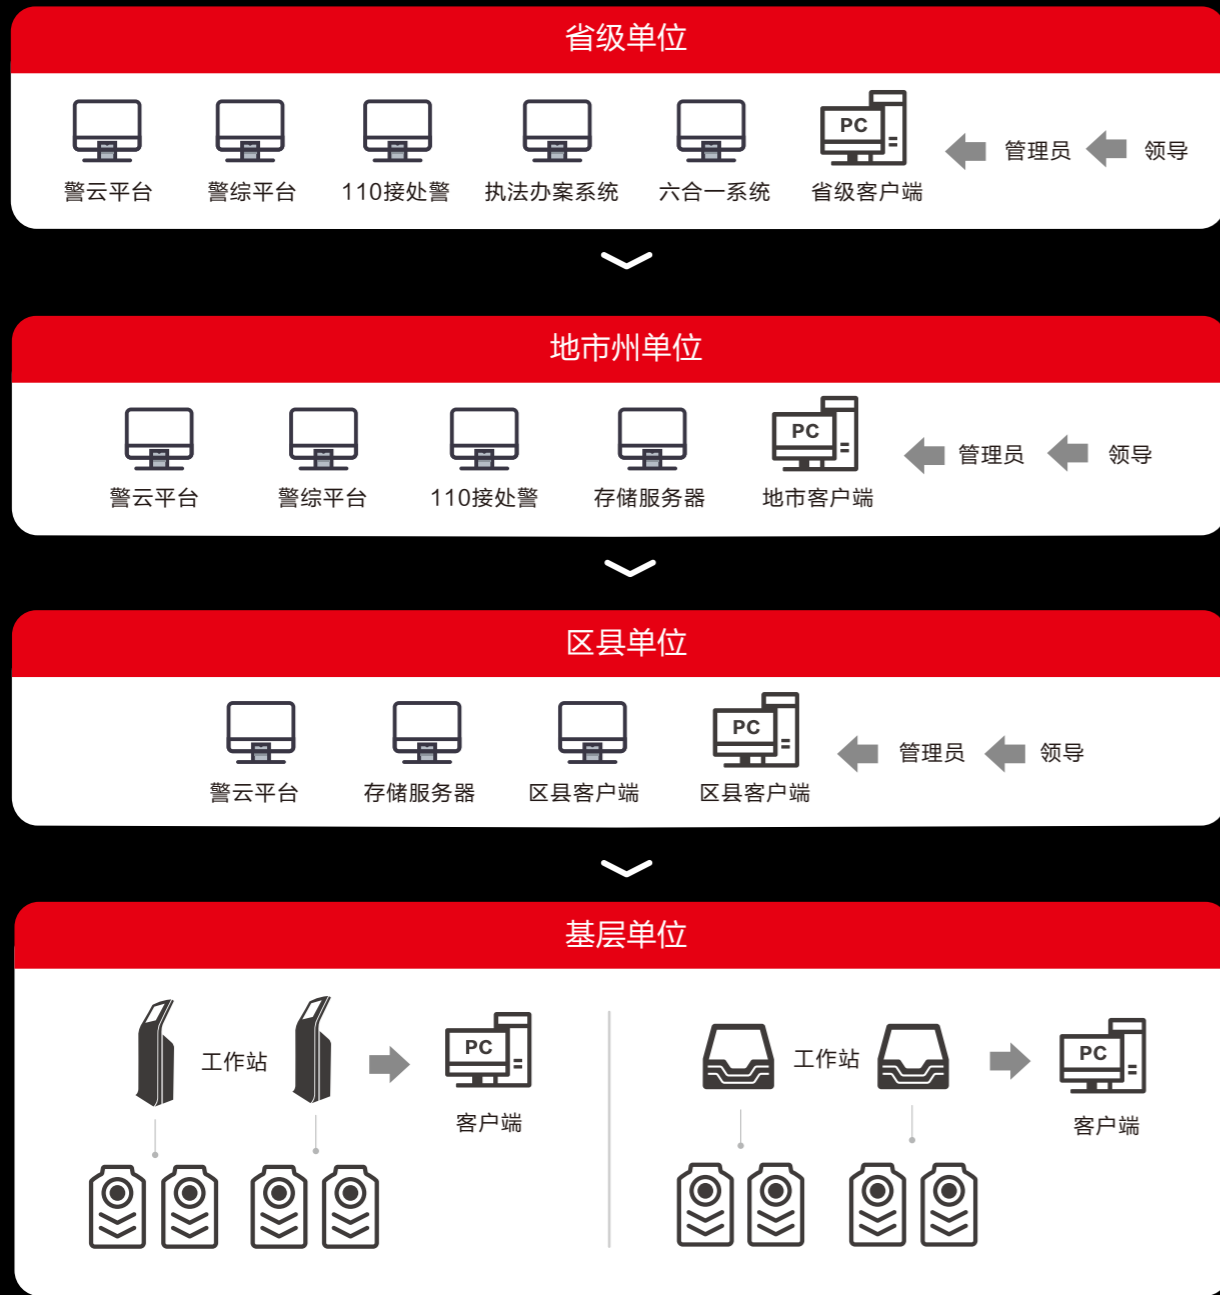 省级单位
PC
管理员 领导
警云平台 警综平台 110接处警 执法办案系统 六合一系统 省级客户端
地市州单位
PC
管理员 领导
警云平台 警综平台 110接处警 存储服务器 地市客户端
区县单位
PC
管理员 领导
警云平台 存储服务器 区县客户端 区县客户端
基层单位
工作站 PC
客户端
工作站 PC
客户端